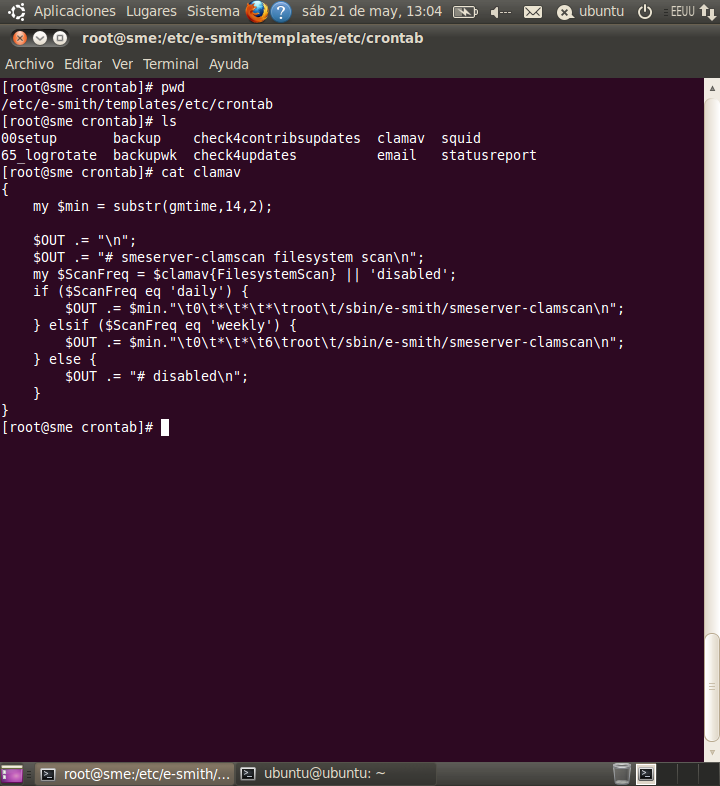 Aplicaciones Lugares Sistema ? sáb 21 de may, 13:04 ubuntu EEUU
root@sme:/etc/e-smith/templates/etc/crontab
Archivo Editar Ver Terminal Ayuda
[root@sme crontab]# pwd
/etc/e-smith/templates/etc/crontab
[root@sme crontab]# ls
00setup       backup    check4contribsupdates  clamav  squid
65_logrotate  backupwk  check4updates          email   statusreport
[root@sme crontab]# cat clamav
{
    my $min = substr(gmtime,14,2);

    $OUT .= "\n";
    $OUT .= "# smeserver-clamscan filesystem scan\n";
    my $ScanFreq = $clamav{FilesystemScan} || 'disabled';
    if ($ScanFreq eq 'daily') {
        $OUT .= $min."\t0\t*\t*\t*\troot\t/sbin/e-smith/smeserver-clamscan\n";
    } elsif ($ScanFreq eq 'weekly') {
        $OUT .= $min."\t0\t*\t*\t6\troot\t/sbin/e-smith/smeserver-clamscan\n";
    } else {
        $OUT .= "# disabled\n";
    }
}
[root@sme crontab]#
root@sme:/etc/e-smith/... ubuntu@ubuntu: ~